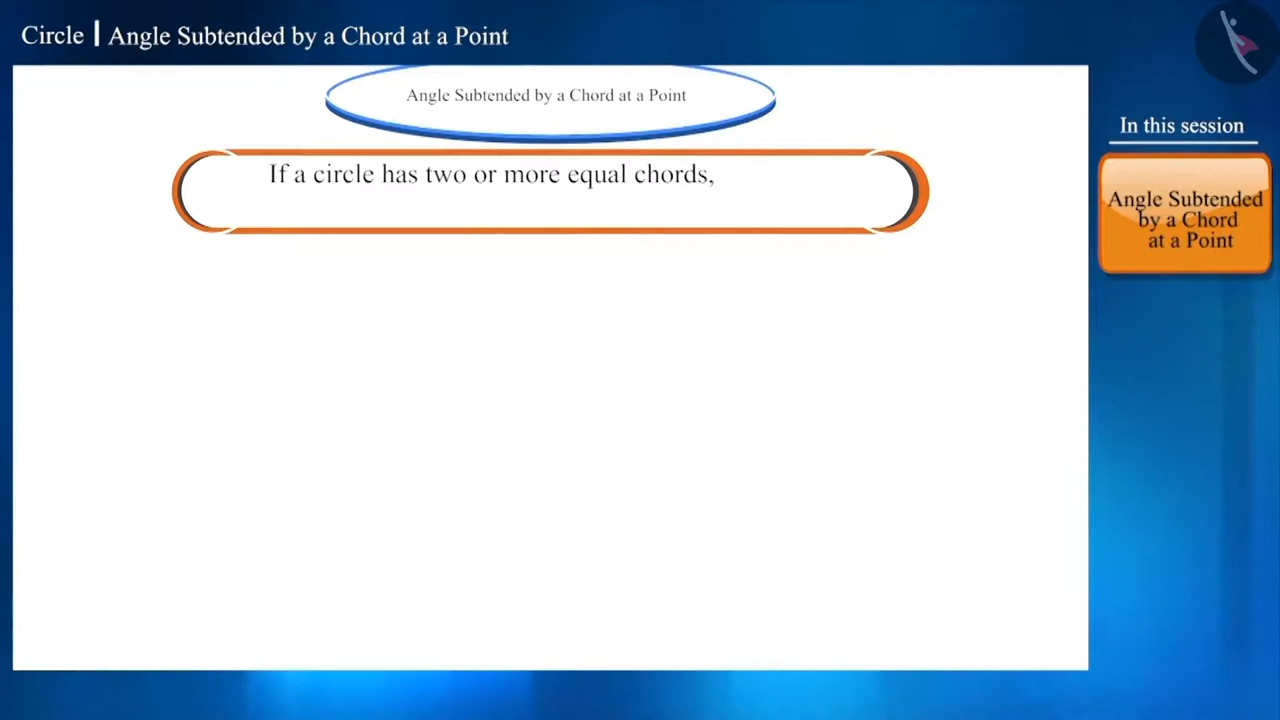 Circle | Angle Subtended by a Chord at a Point
Angle Subtended by a Chord at a Point
If a circle has two or more equal chords,
In this session
Angle Subtended
by a Chord
at a Point